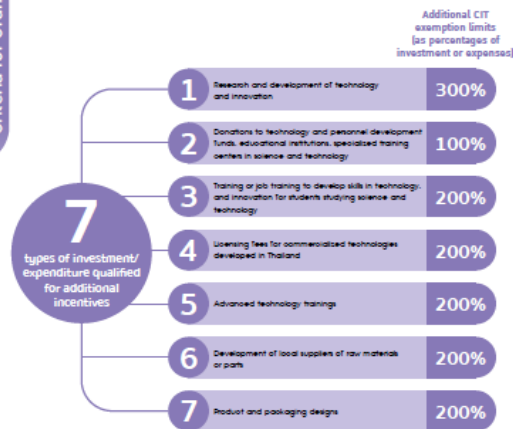 Additional CIT
exemption limits
(as percentages of
investment or expenses)
1
Research and development of technology
and innovation
300%
2
Donations to technology and personnel development
funds, educational institutions, specialised training
centers in science and technology
100%
3
Training or job training to develop skills in technology,
and innovation for students studying science and
technology
200%
4
Licensing fees for commercialized technologies
developed in Thailand
200%
5
Advanced technology trainings
200%
6
Development of local suppliers of raw materials
or parts
200%
7
Product and packaging designs
200%
7
types of investment/
expenditure qualified
for additional
incentives